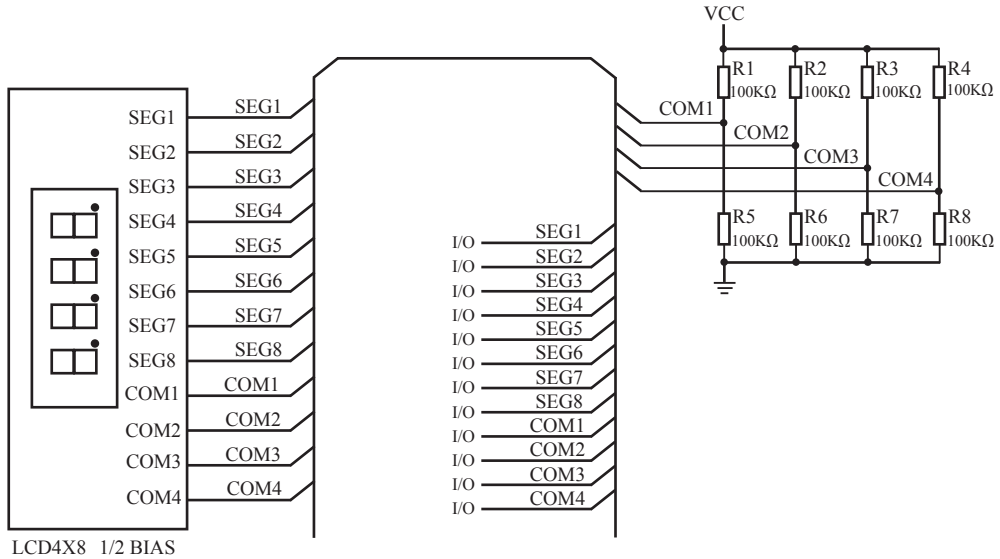 VCC
R1 R2 R3 R4
100KΩ 100KΩ 100KΩ 100KΩ
COM1
COM2
COM3
COM4
R5 R6 R7 R8
100KΩ 100KΩ 100KΩ 100KΩ
SEG1 SEG1
SEG2 SEG2
SEG3 SEG3
SEG4 SEG4
SEG5 SEG5
SEG6 SEG6
SEG7 SEG7
SEG8 SEG8
COM1 COM1
COM2 COM2
COM3 COM3
COM4 COM4
I/O SEG1
I/O SEG2
I/O SEG3
I/O SEG4
I/O SEG5
I/O SEG6
I/O SEG7
I/O SEG8
I/O COM1
I/O COM2
I/O COM3
I/O COM4
LCD4X8 1/2 BIAS